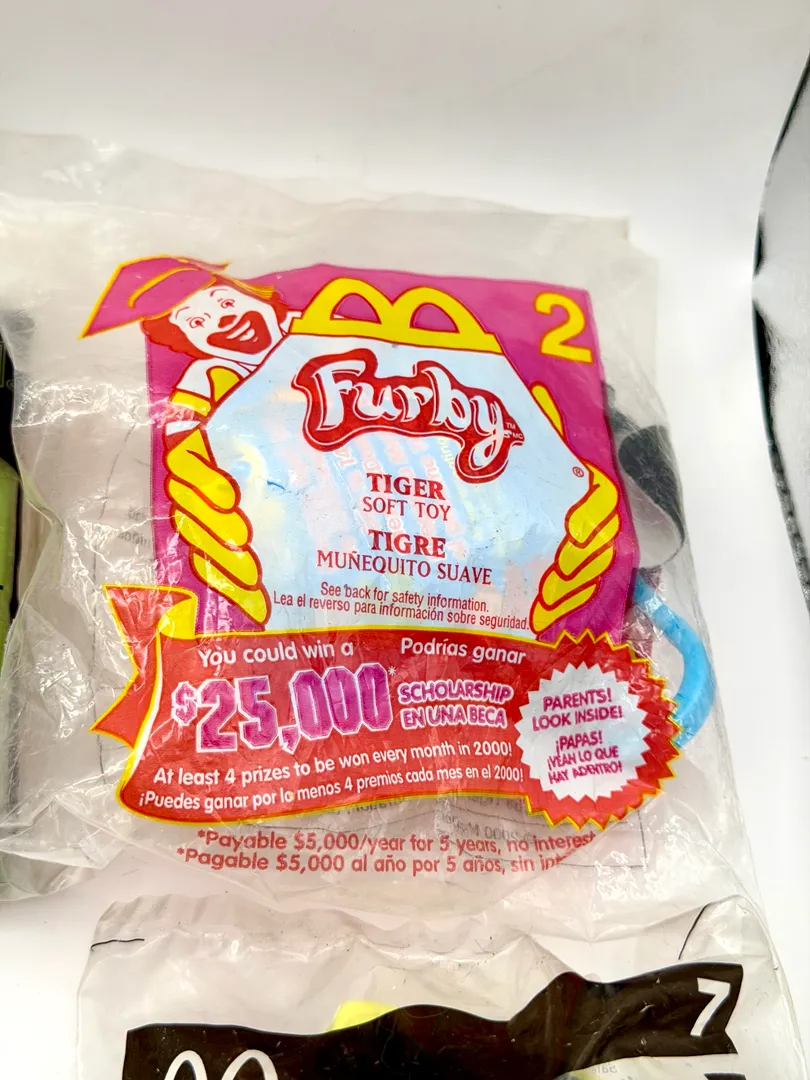 2
Furby™MC
®
TIGER
SOFT TOY
TIGRE
MUÑEQUITO SUAVE
See back for safety information.
Lea el reverso para información sobre seguridad.
You could win a Podrías ganar
$25,000* SCHOLARSHIP
EN UNA BECA
At least 4 prizes to be won every month in 2000!
¡Puedes ganar por lo menos 4 premios cada mes en el 2000!
PARENTS!
LOOK INSIDE!
¡PAPAS!
¡VEAN LO QUE
HAY ADENTRO!
*Payable $5,000/year for 5 years, no interest
*Pagable $5,000 al año por 5 años, sin
7